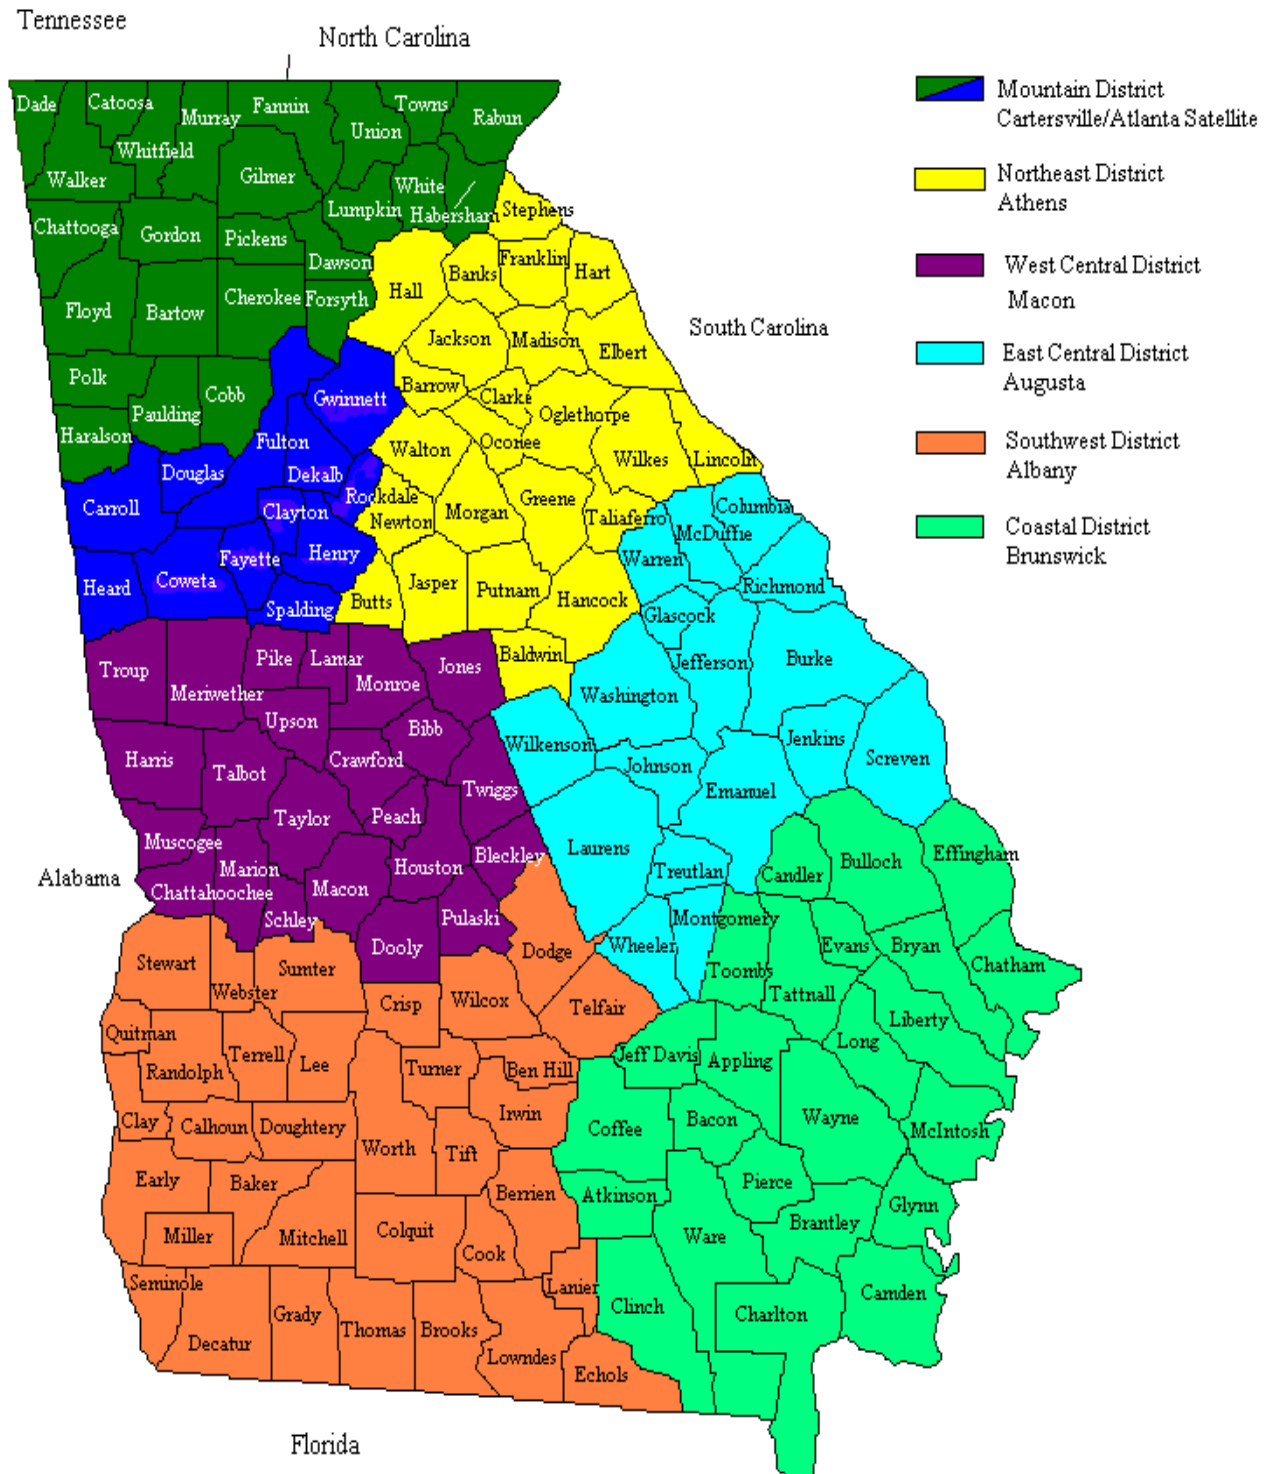 Tennessee
North Carolina
Dade
Catoosa
Murray
Fannin
Towns
Rabun
Union
Whitfield
Walker
Gilmer
White
Lumpkin
Habersham
Stephens
Chattooga
Gordon
Pickens
Dawson
Hall
Banks
Franklin
Hart
Floyd
Bartow
Cherokee
Forsyth
Jackson
Madison
Elbert
South Carolina
Polk
Paulding
Cobb
Haralson
Gwinnett
Barrow
Clarke
Oglethorpe
Fulton
Walton
Oconee
Wilkes
Lincoln
Douglas
Dekalb
Carroll
Rockdale
Clayton
Newton
Morgan
Greene
Taliaferro
Columbia
McDuffie
Fayette
Henry
Warren
Heard
Coweta
Spalding
Butts
Jasper
Putnam
Hancock
Richmond
Glascock
Troup
Pike
Lamar
Jones
Baldwin
Jefferson
Burke
Meriwether
Monroe
Washington
Upson
Bibb
Wilkenson
Jenkins
Screven
Harris
Talbot
Crawford
Johnson
Twiggs
Emanuel
Taylor
Peach
Muscogee
Laurens
Bleckley
Marion
Houston
Treutlan
Candler
Bulloch
Effingham
Alabama
Chattahoochee
Macon
Schley
Pulaski
Montgomery
Dooly
Wheeler
Evans
Bryan
Stewart
Sumter
Dodge
Toombs
Chatham
Webster
Crisp
Wilcox
Telfair
Tattnall
Liberty
Quitman
Terrell
Lee
Long
Randolph
Turner
Ben Hill
Jeff Davis
Appling
Clay
Calhoun
Doughtery
Irwin
Coffee
Bacon
Wayne
McIntosh
Worth
Tift
Early
Baker
Berrien
Atkinson
Pierce
Glynn
Miller
Mitchell
Colquit
Cook
Ware
Brantley
Seminole
Lanier
Clinch
Charlton
Camden
Grady
Thomas
Brooks
Decatur
Lowndes
Echols
Florida
Mountain District
Cartersville/Atlanta Satellite
Northeast District
Athens
West Central District
Macon
East Central District
Augusta
Southwest District
Albany
Coastal District
Brunswick